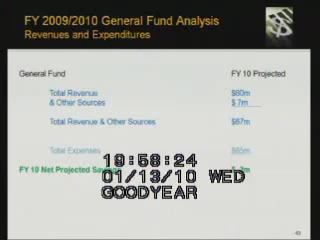 FY 2009/2010 General Fund Analysis
Revenues and Expenditures
General Fund FY 10 Projected
Total Revenue $60m
& Other Sources $ 7m
Total Revenue & Other Sources $67m
Total Expenses $65m
FY 10 Net Projected
19:58:24
01/13/10 WED
GOODYEAR